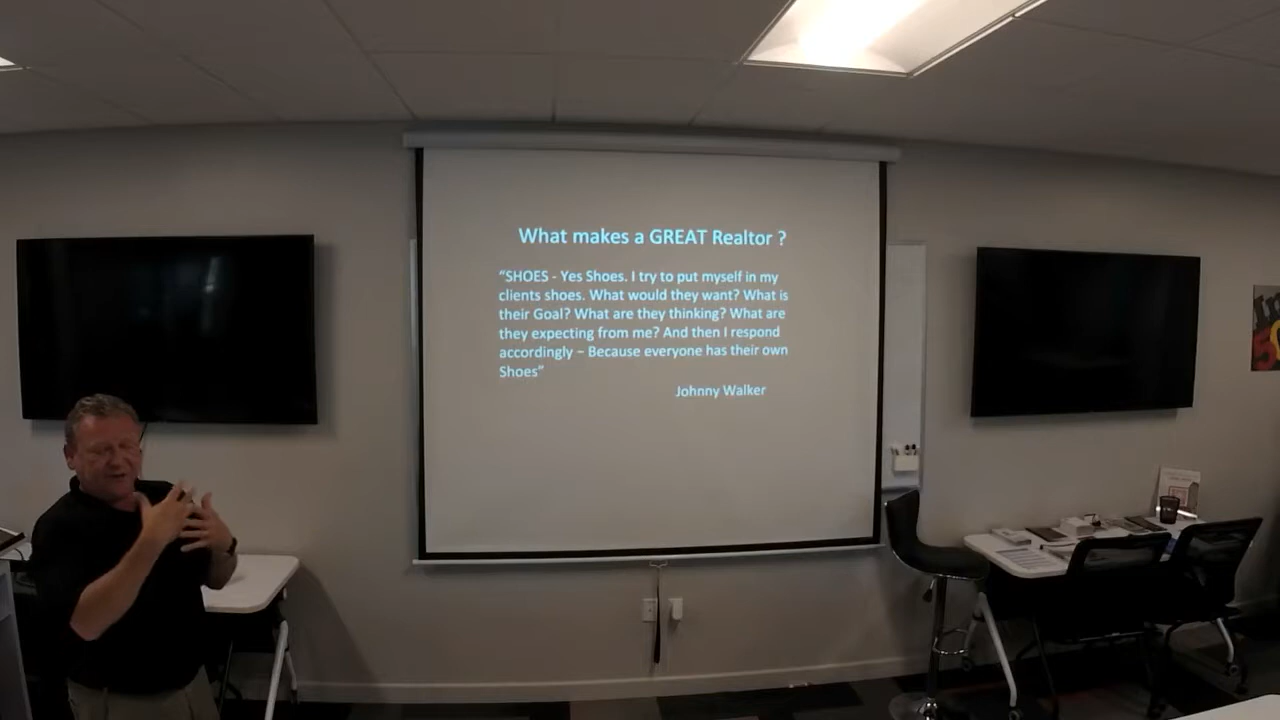 What makes a GREAT Realtor ?
“SHOES - Yes Shoes. I try to put myself in my
clients shoes. What would they want? What is
their Goal? What are they thinking? What are
they expecting from me? And then I respond
accordingly – Because everyone has their own
Shoes”
Johnny Walker